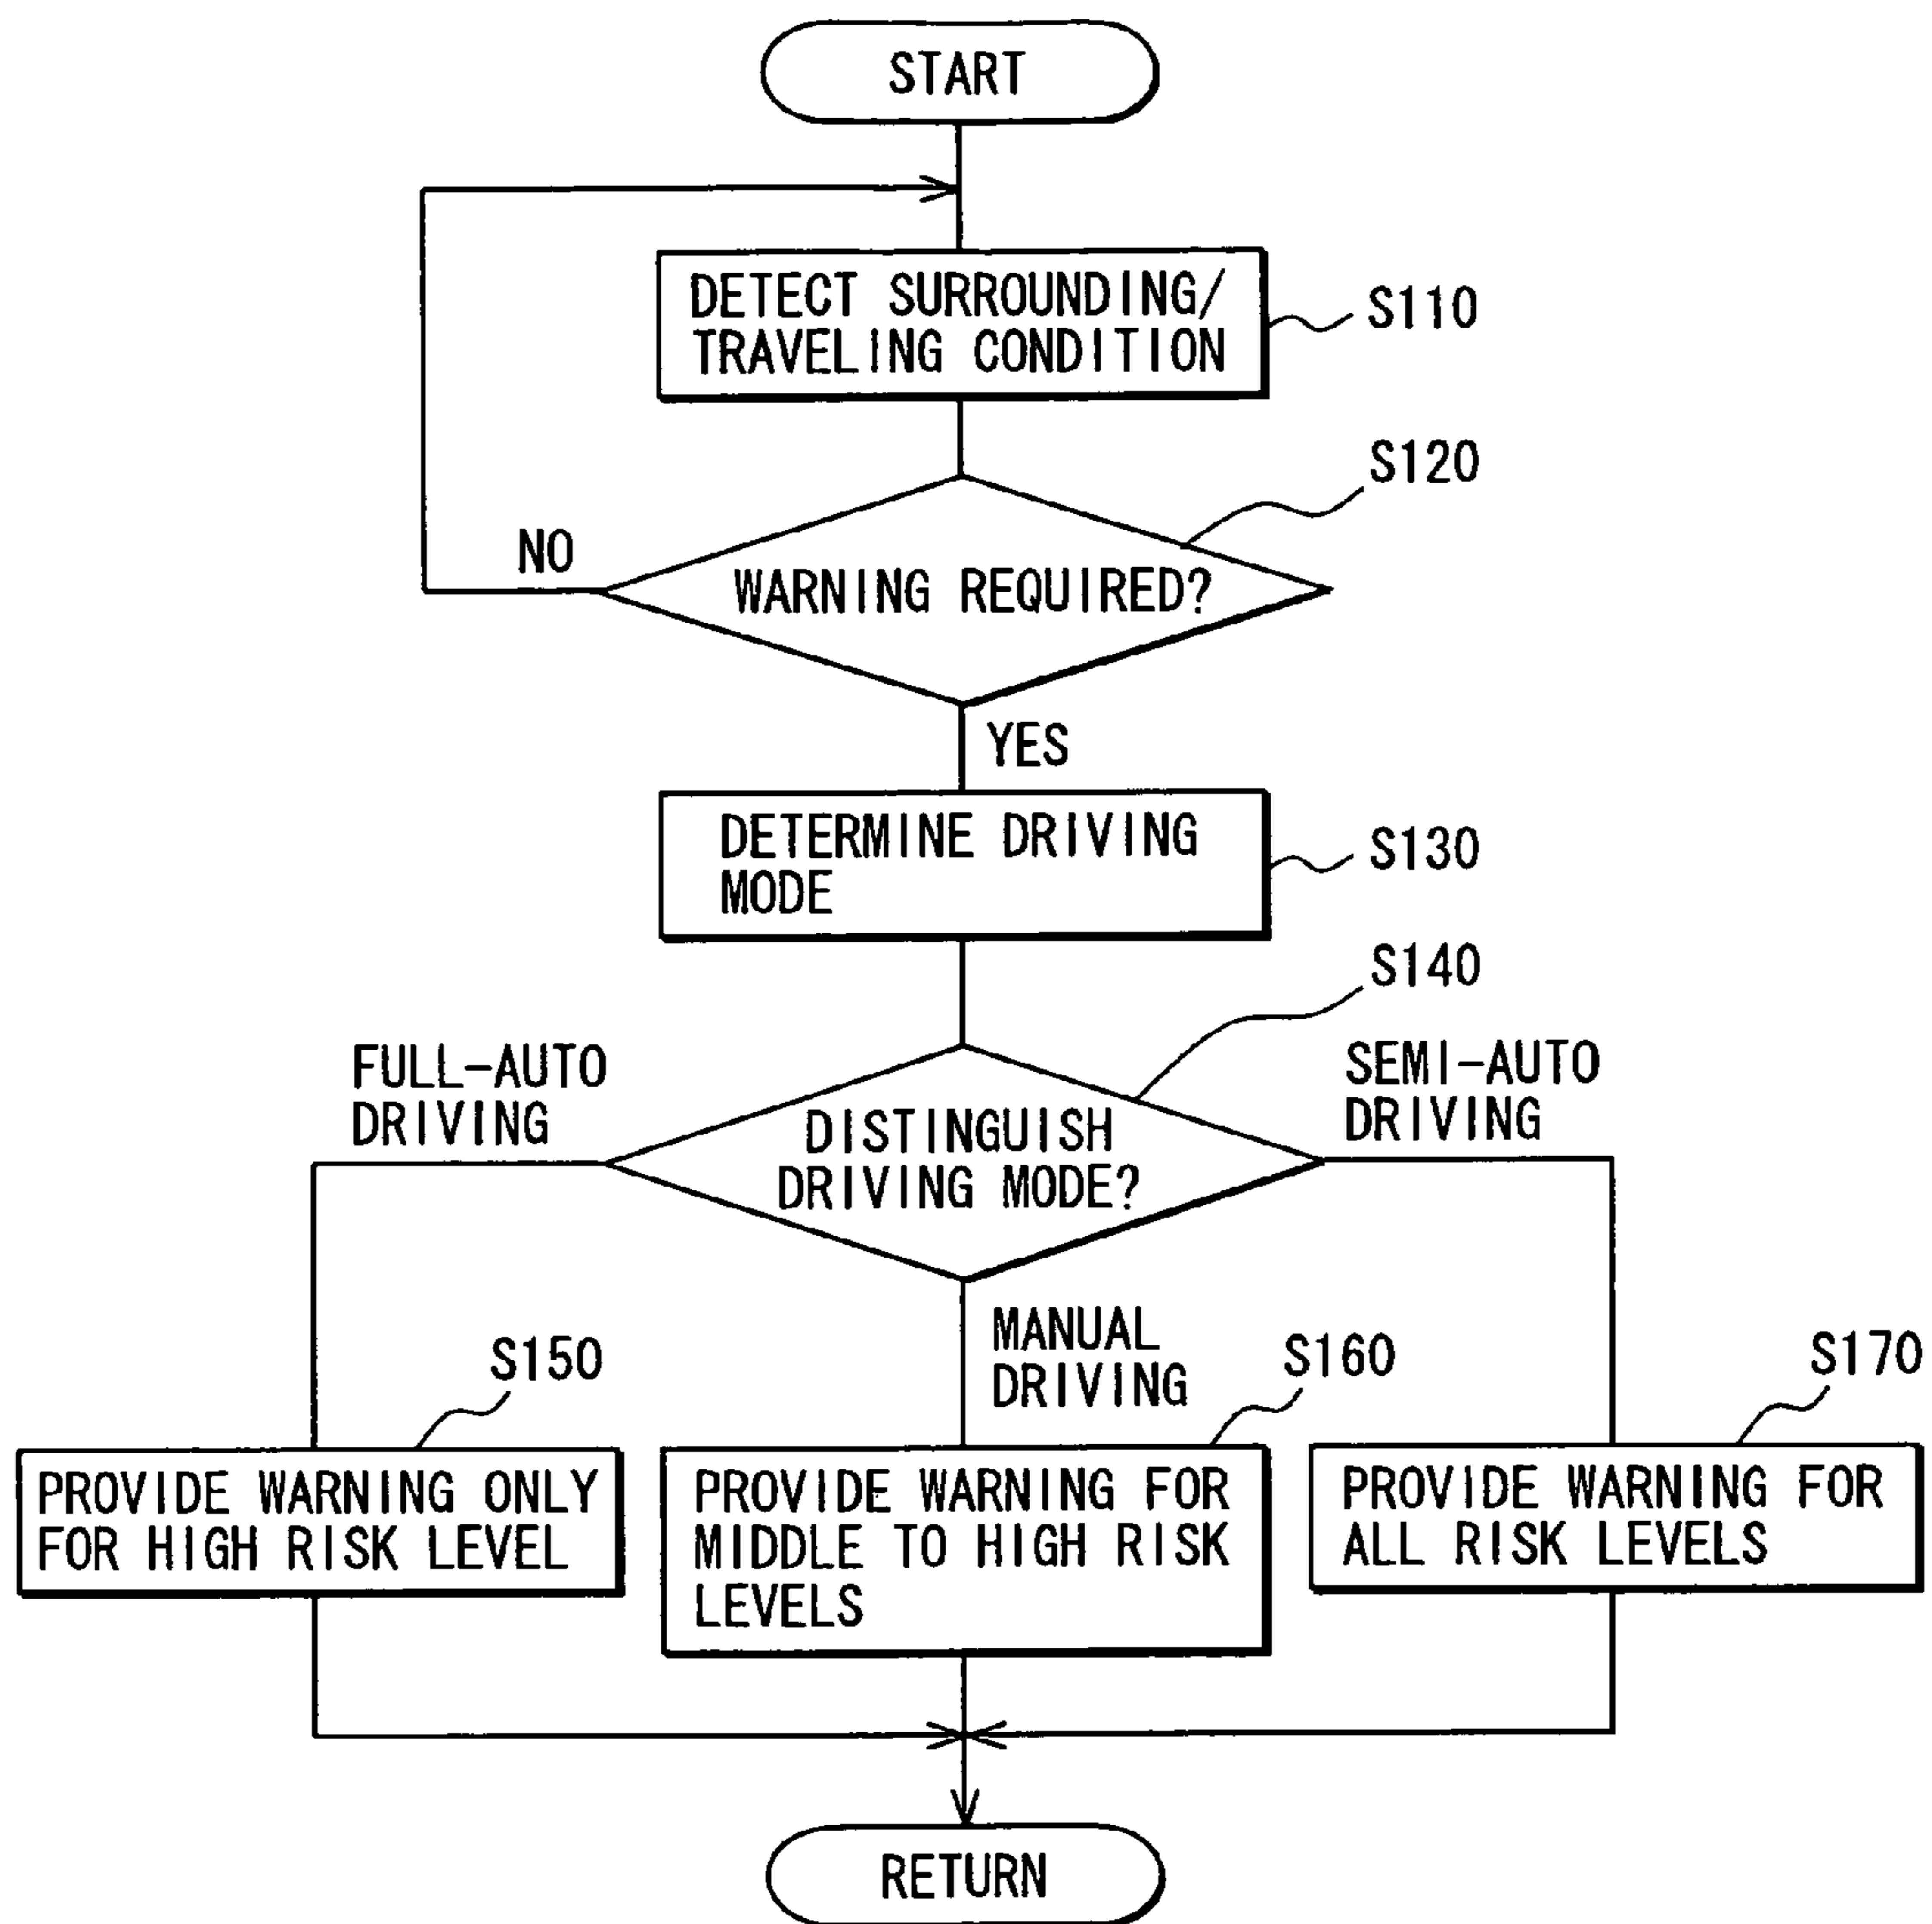 START
DETECT SURROUNDING/
TRAVELING CONDITION
S110
S120
NO
WARNING REQUIRED?
YES
DETERMINE DRIVING
MODE
S130
S140
FULL-AUTO
DRIVING
SEMI-AUTO
DRIVING
DISTINGUISH
DRIVING MODE?
MANUAL
DRIVING
S150
S160
S170
PROVIDE WARNING ONLY
FOR HIGH RISK LEVEL
PROVIDE WARNING FOR
MIDDLE TO HIGH RISK
LEVELS
PROVIDE WARNING FOR
ALL RISK LEVELS
RETURN